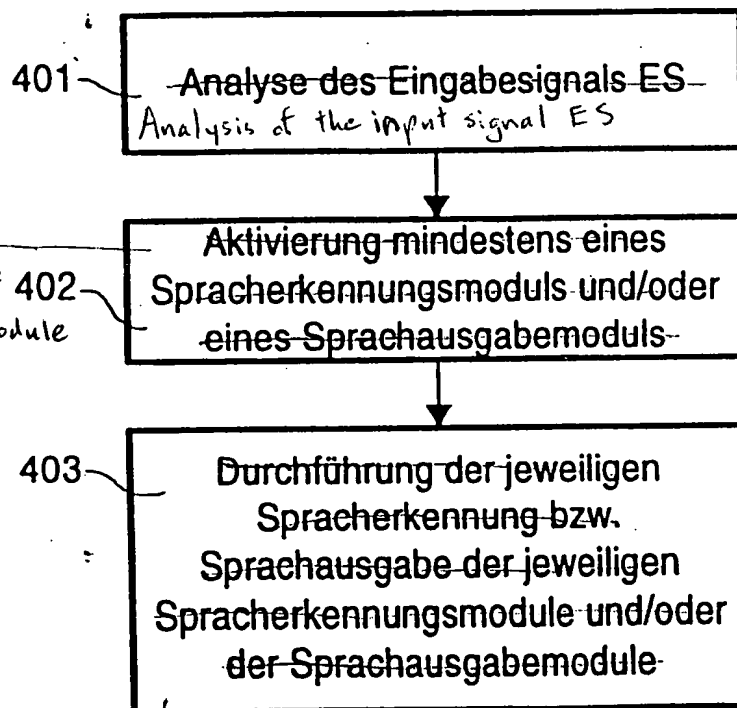 401
Analyse des Eingabesignals ES
Analysis of the input signal ES
402
Aktivierung mindestens eines
Spracherkennungsmoduls und/oder
eines Sprachausgabemoduls
403
Durchführung der jeweiligen
Spracherkennung bzw.
Sprachausgabe der jeweiligen
Spracherkennungsmodule und/oder
der Sprachausgabemodule